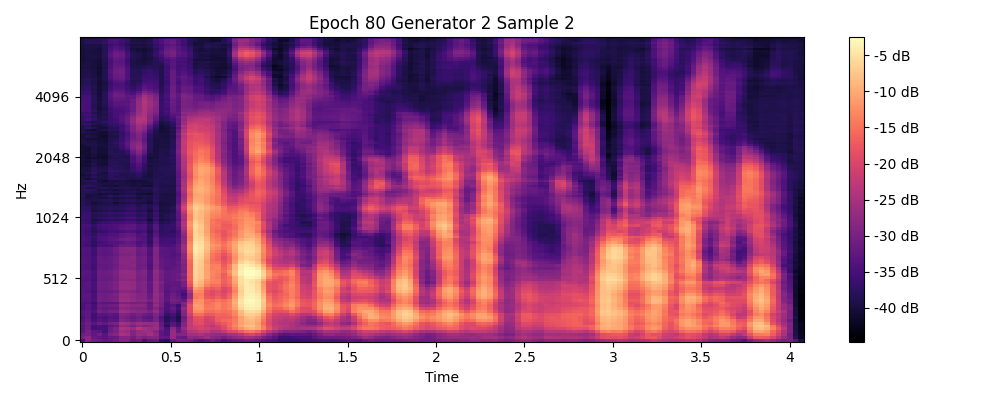 Epoch 80 Generator 2 Sample 2
Hz
4096
2048
1024
512
0
0
0.5
1
1.5
2
2.5
3
3.5
4
Time
-5 dB
-10 dB
-15 dB
-20 dB
-25 dB
-30 dB
-35 dB
-40 dB